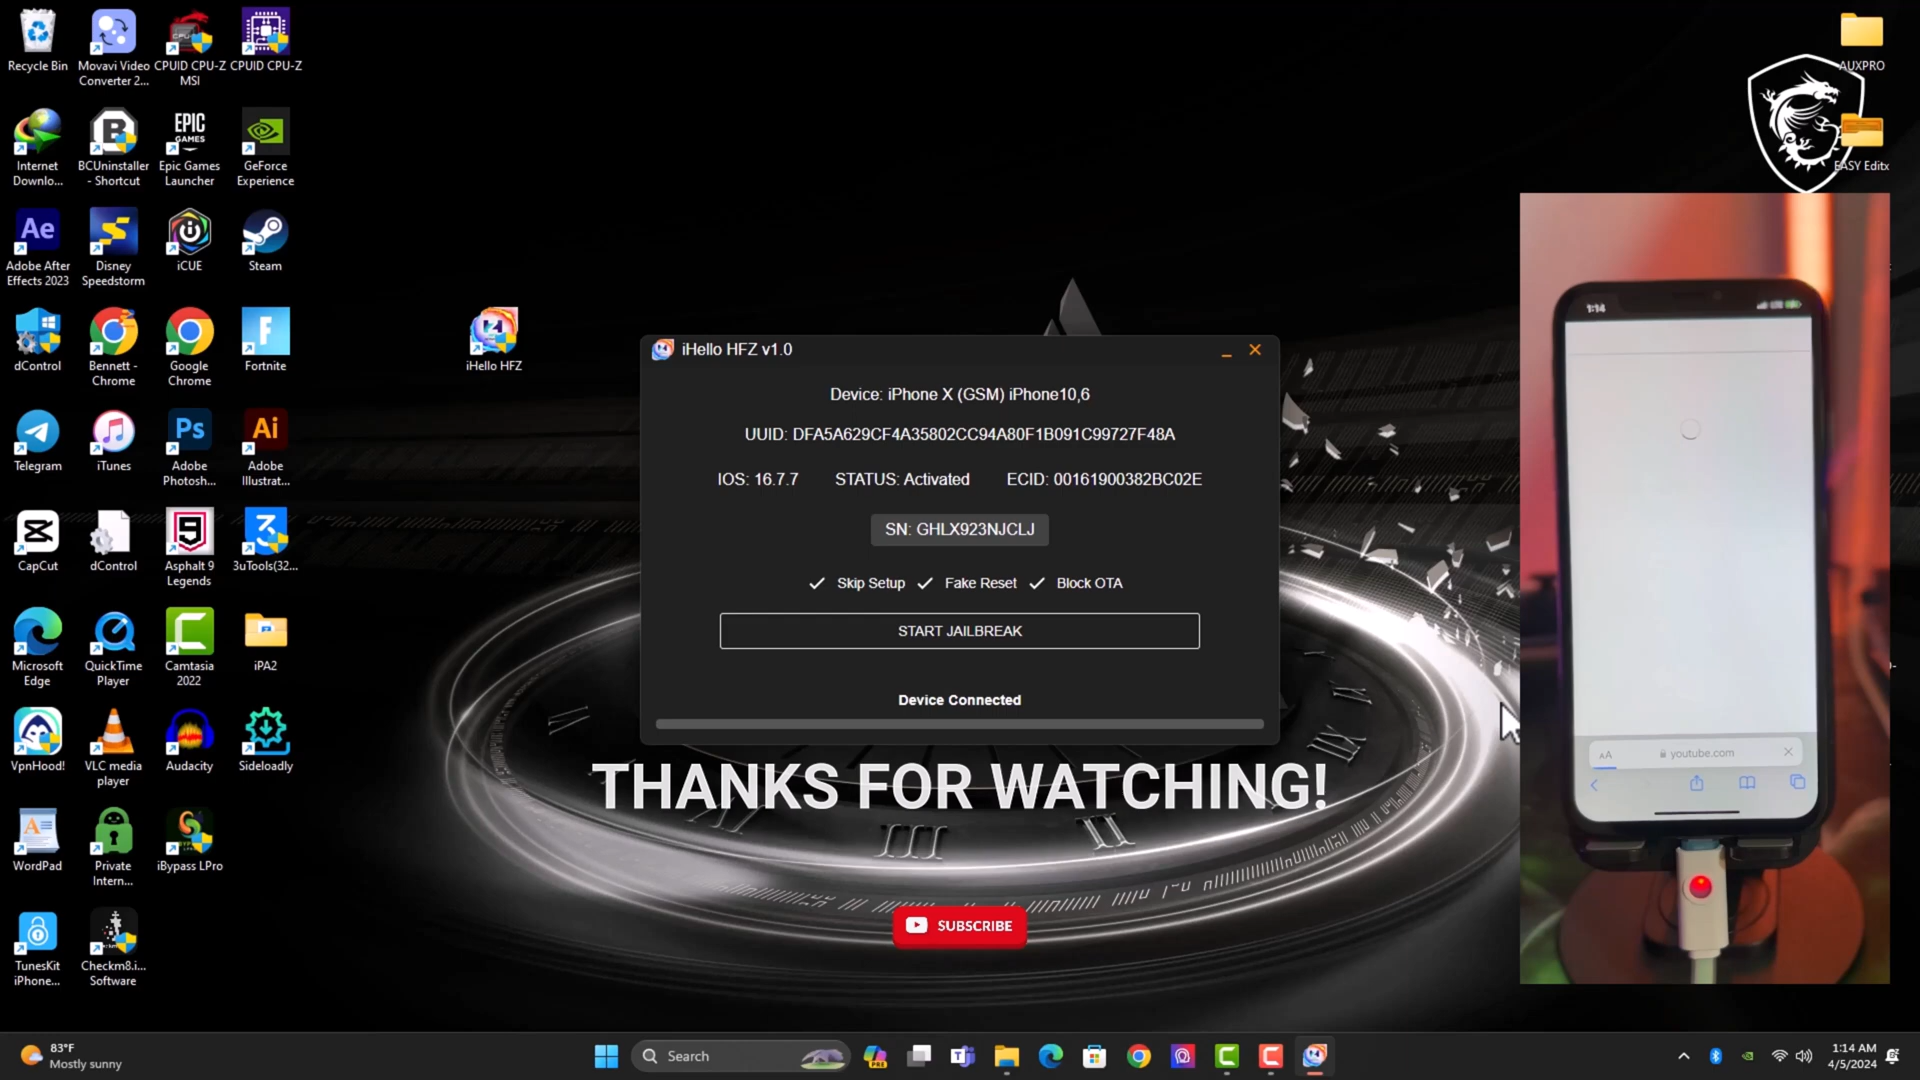 Recycle Bin
Movavi Video
Converter 2...
CPUID CPU-Z
MSI
CPUID CPU-Z
Internet
Downlo...
BCUninstaller
- Shortcut
EPIC
GAMES
Epic Games
Launcher
GeForce
Experience
Ae
Adobe After
Effects 2023
Disney
Speedstorm
iCUE
Steam
dControl
Bennett -
Chrome
Google
Chrome
Fortnite
Telegram
iTunes
Ps
Adobe
Photosh...
Ai
Adobe
Illustrat...
CapCut
dControl
Asphalt 9
Legends
3uTools(32...
Microsoft
Edge
QuickTime
Player
Camtasia
2022
iPA2
VpnHood!
VLC media
player
Audacity
Sideloadly
WordPad
Private
Intern...
iBypass LPro
TunesKit
iPhone...
Checkm8.i...
Software
iHello HFZ
AUXPRO
EASY Editx
iHello HFZ v1.0
Device: iPhone X (GSM) iPhone10,6
UUID: DFA5A629CF4A35802CC94A80F1B091C99727F48A
IOS: 16.7.7 STATUS: Activated ECID: 00161900382BC02E
SN: GHLX923NJCLJ
Skip Setup Fake Reset Block OTA
START JAILBREAK
Device Connected
THANKS FOR WATCHING!
SUBSCRIBE
1:14
AA youtube.com
83°F
Mostly sunny
Search
PRE
1:14 AM
4/5/2024